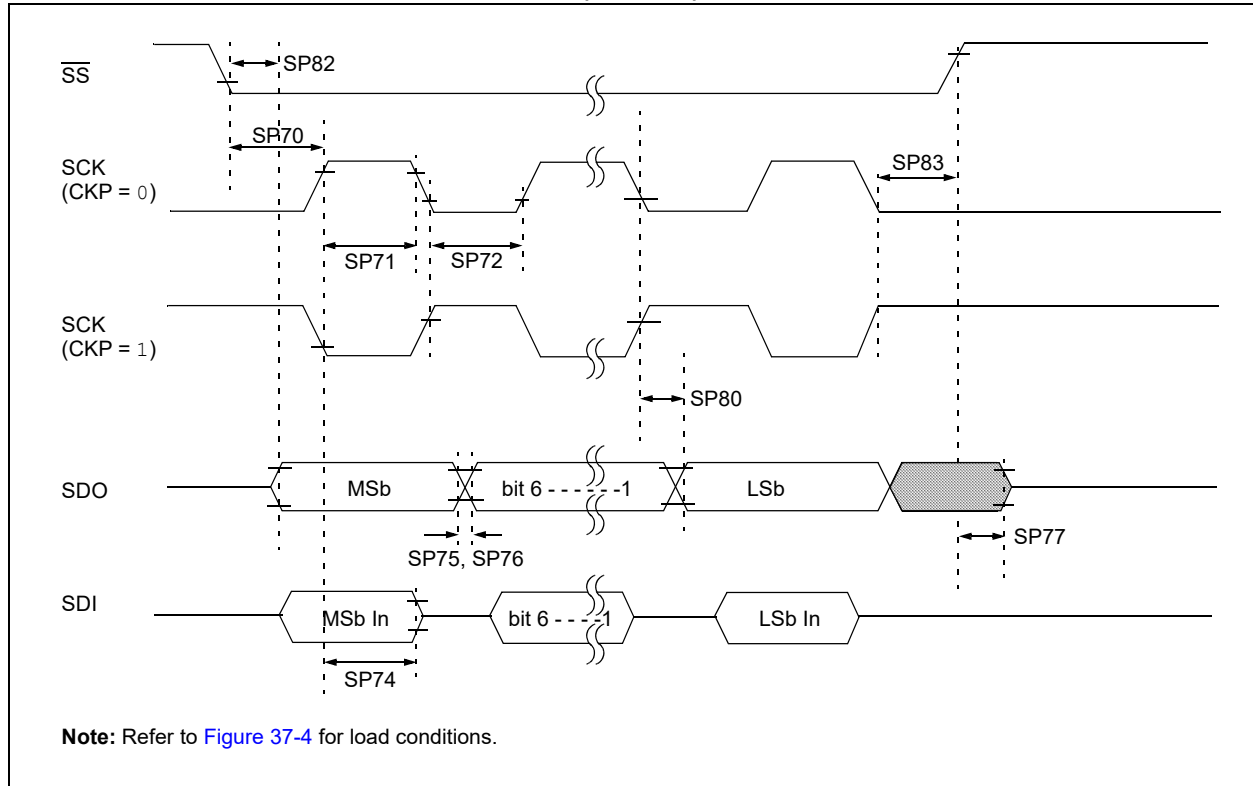 SS
SP82
SP70
SCK
(CKP = 0)
SP83
SP71
SP72
SCK
(CKP = 1)
SP80
SDO
MSb
bit 6 - - - - - -1
LSb
SP75, SP76
SP77
SDI
MSb In
bit 6 - - - -1
LSb In
SP74
Note: Refer to Figure 37-4 for load conditions.